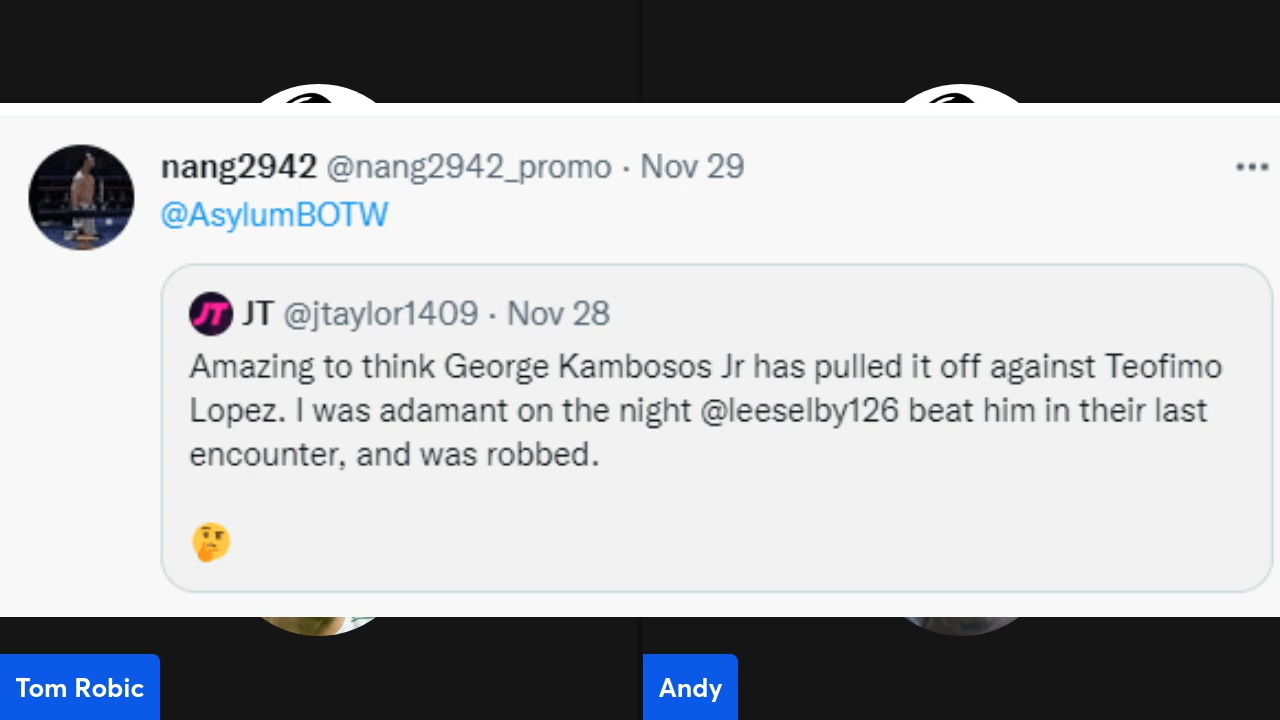 nang2942 @nang2942_promo · Nov 29
@AsylumBOTW
JT JT @jtaylor1409 · Nov 28
Amazing to think George Kambosos Jr has pulled it off against Teofimo
Lopez. I was adamant on the night @leeselby126 beat him in their last
encounter, and was robbed.
🤔
Tom Robic
Andy